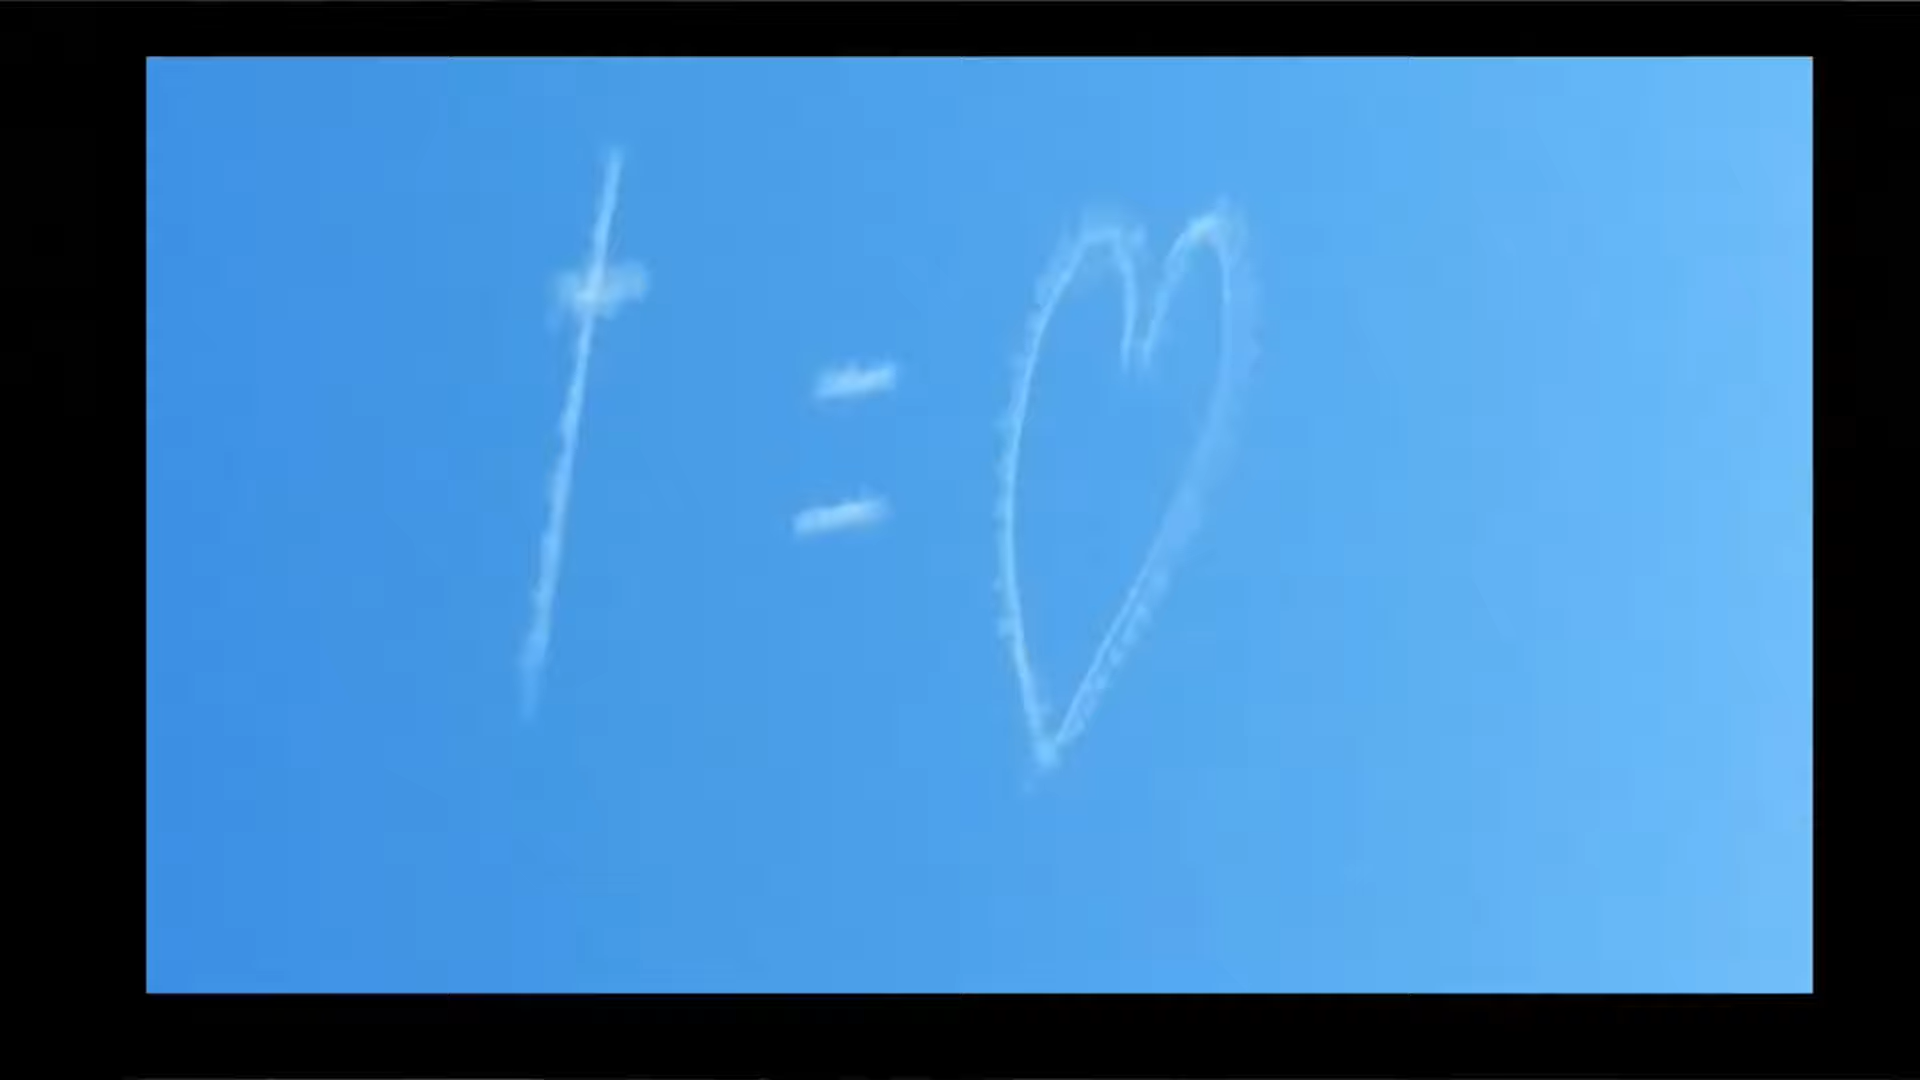 † = ♡